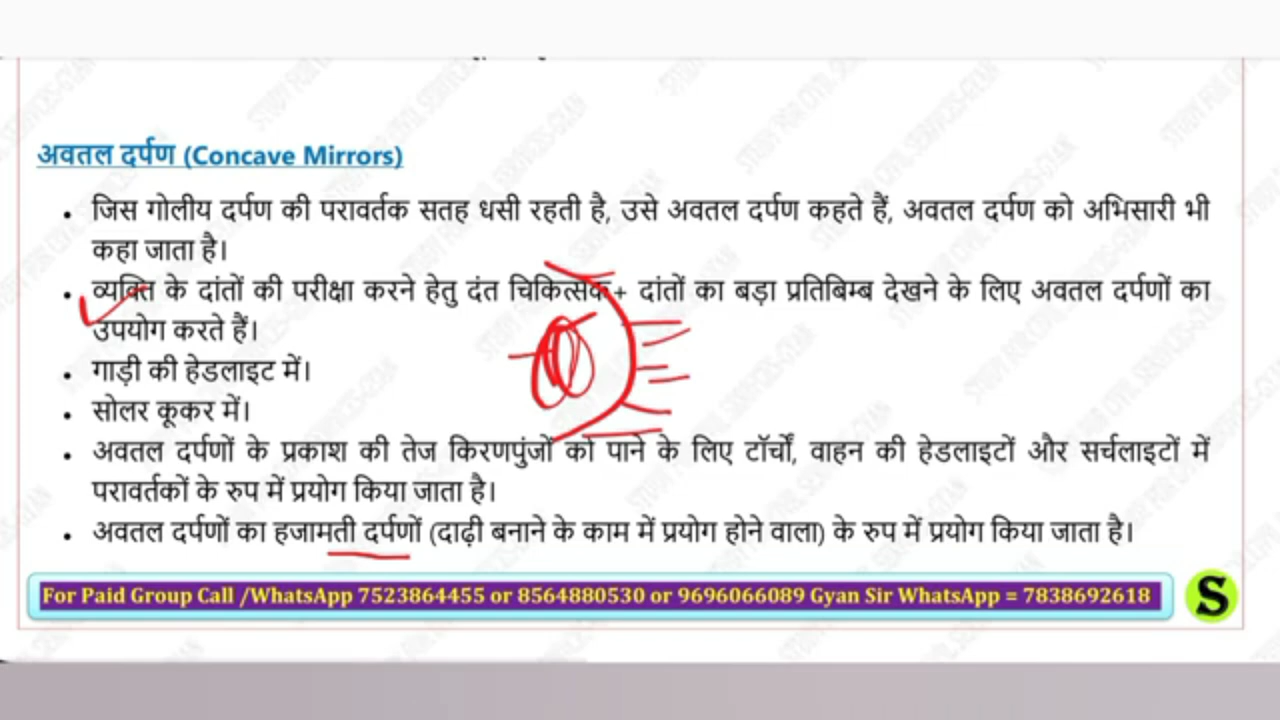 अवतल दर्पण (Concave Mirrors)
• जिस गोलीय दर्पण की परावर्तक सतह धसी रहती है, उसे अवतल दर्पण कहते हैं, अवतल दर्पण को अभिसारी भी
कहा जाता है।
• व्यक्ति के दांतों की परीक्षा करने हेतु दंत चिकित्सक+ दांतों का बड़ा प्रतिबिम्ब देखने के लिए अवतल दर्पणों का
उपयोग करते हैं।
• गाड़ी की हेडलाइट में।
• सोलर कूकर में।
• अवतल दर्पणों के प्रकाश की तेज किरणपुंजों को पाने के लिए टॉर्चों, वाहन की हेडलाइटों और सर्चलाइटों में
परावर्तकों के रुप में प्रयोग किया जाता है।
• अवतल दर्पणों का हजामती दर्पणों (दाढ़ी बनाने के काम में प्रयोग होने वाला) के रुप में प्रयोग किया जाता है।
For Paid Group Call /WhatsApp 7523864455 or 8564880530 or 9696066089 Gyan Sir WhatsApp = 7838692618
S